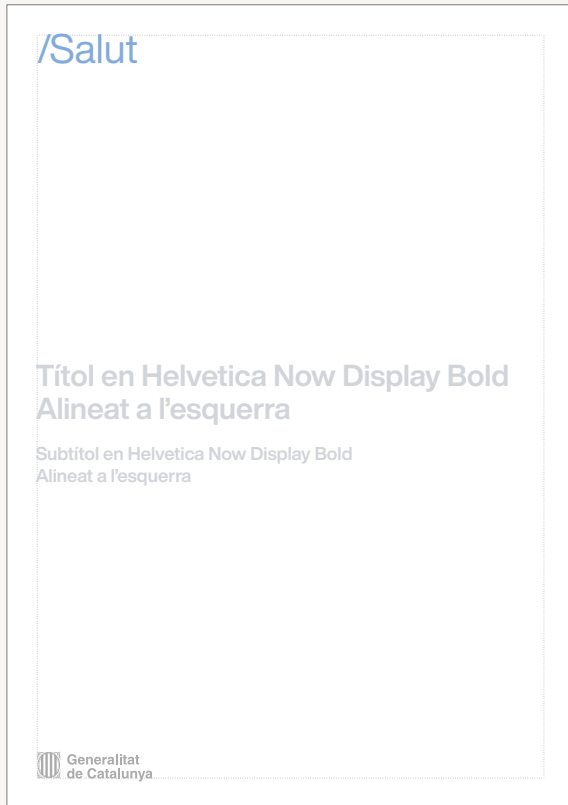 /Salut
Títol en Helvetica Now Display Bold
Alineat a l’esquerra
Subtítol en Helvetica Now Display Bold
Alineat a l’esquerra
Generalitat
de Catalunya